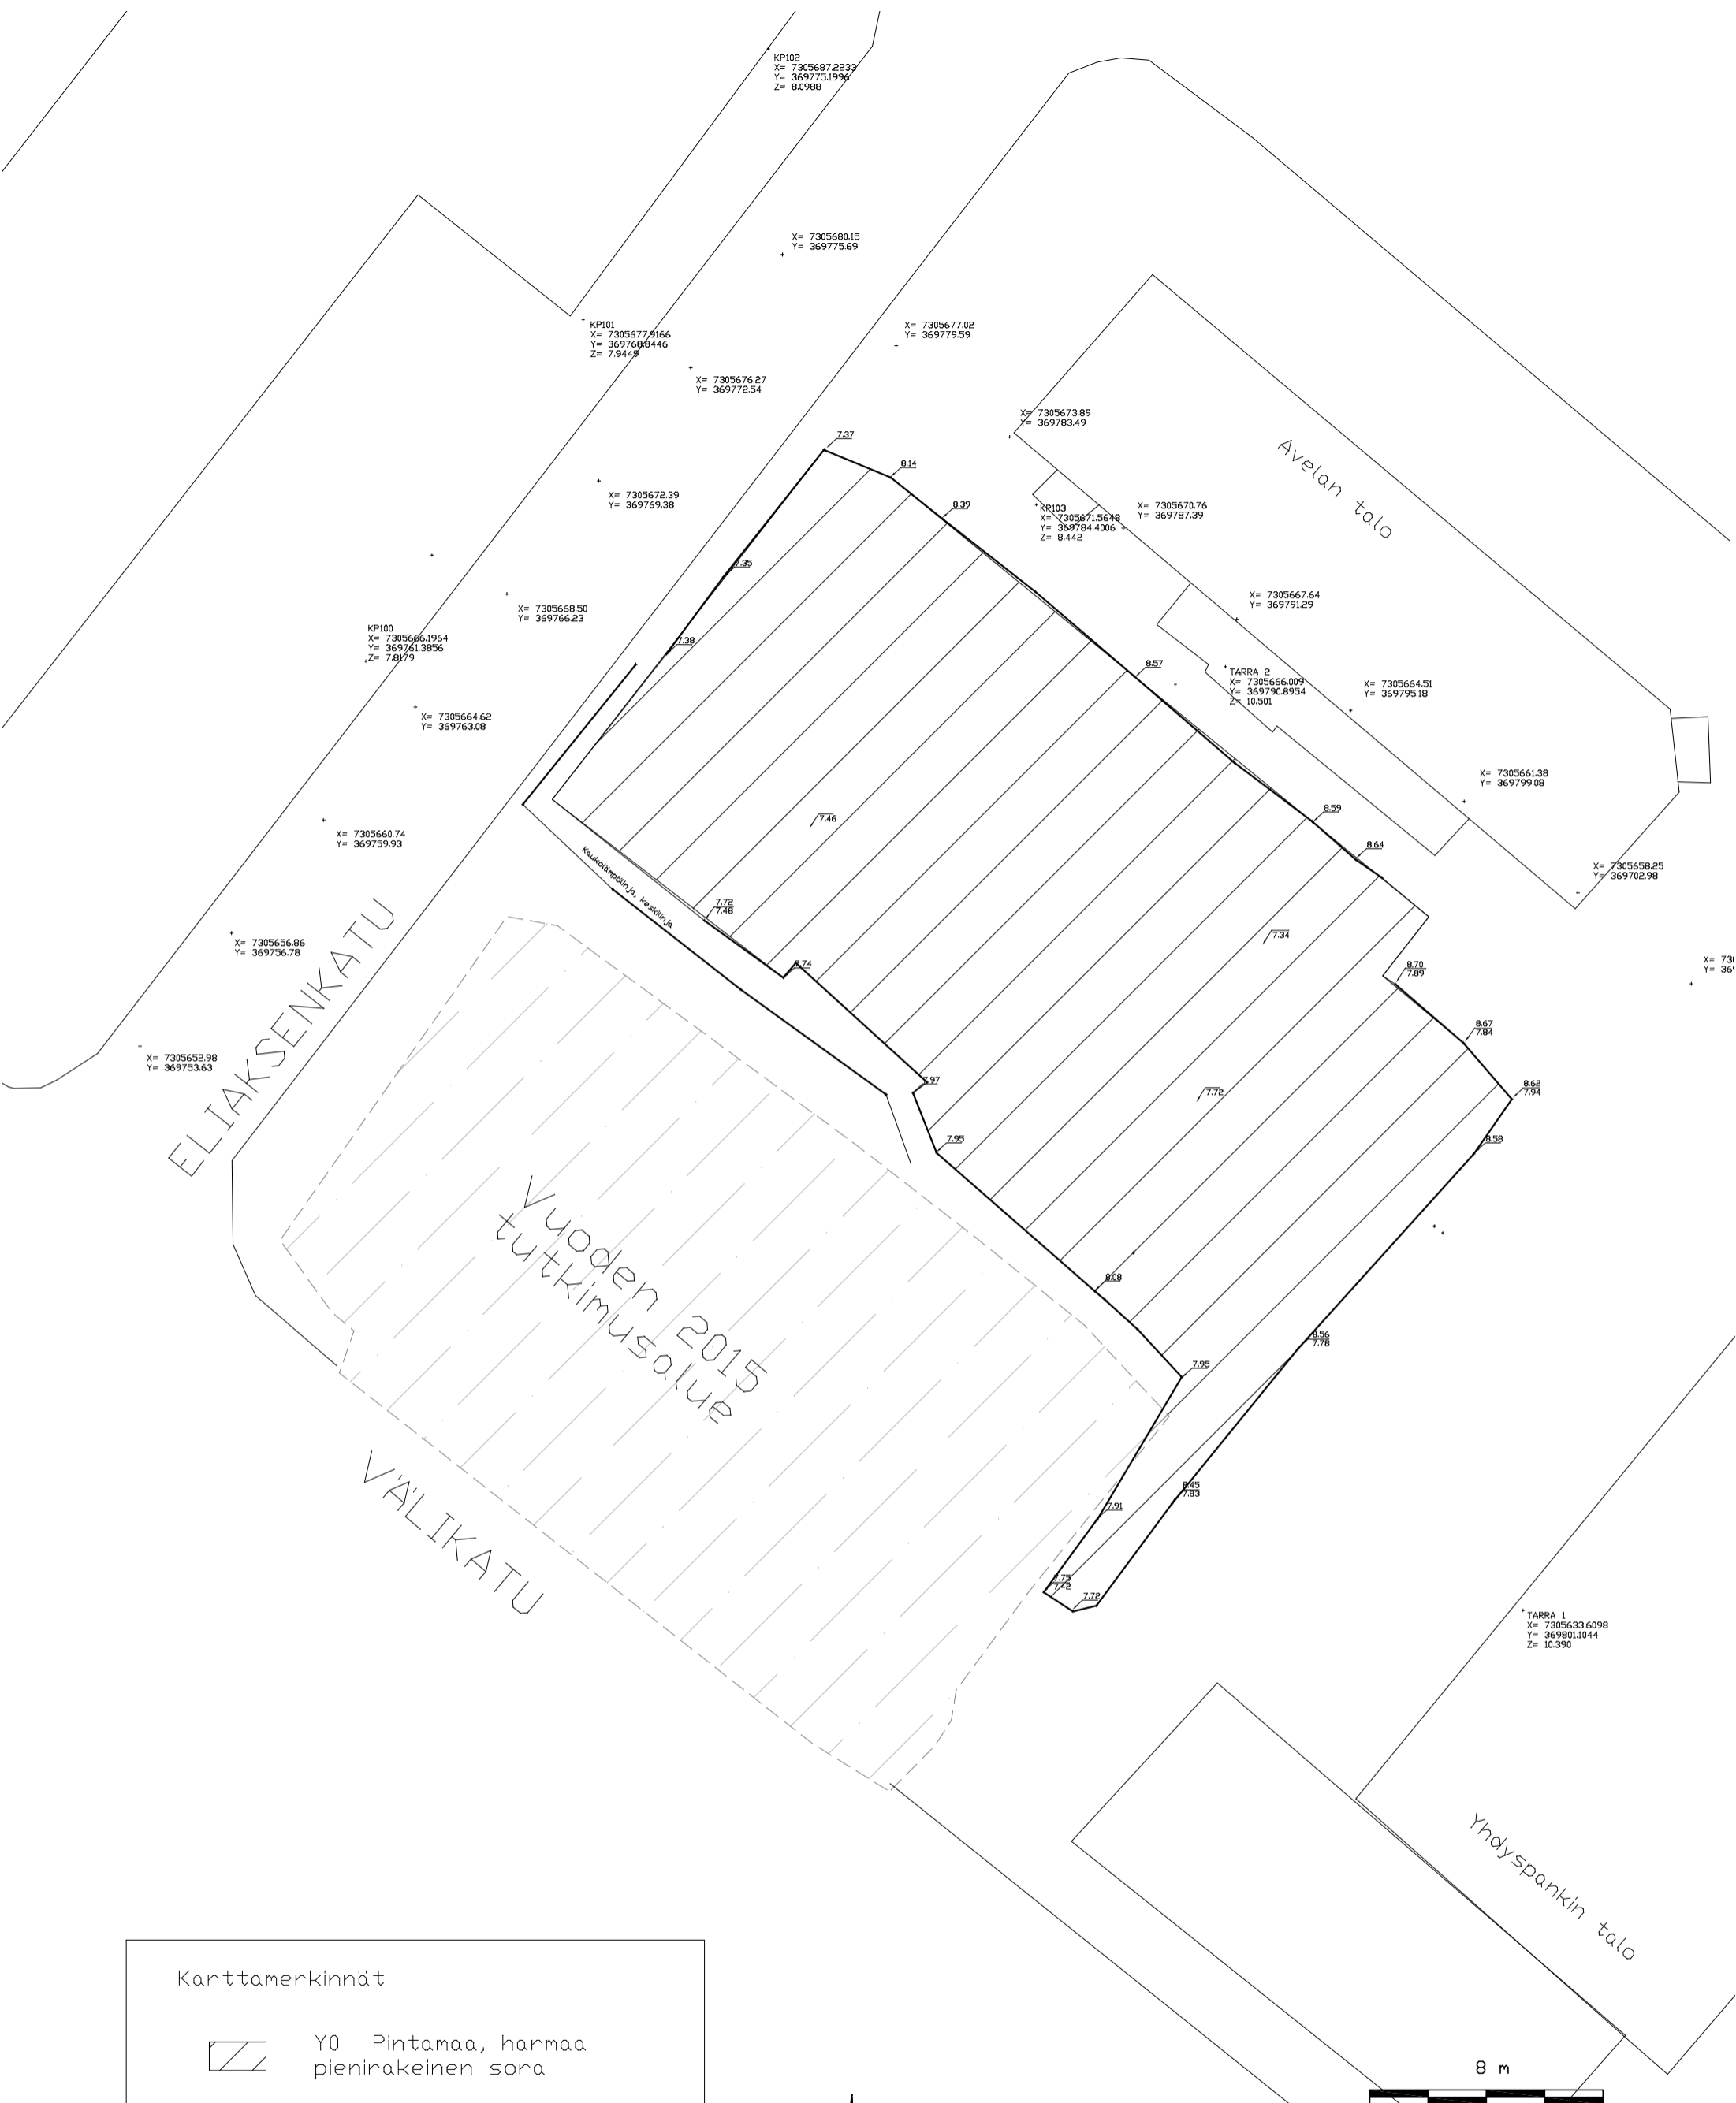 KP102
X= 7305687.2233
Y= 369775.1996
Z= 8.0988
X= 7305680.15
Y= 369775.69
KP101
X= 7305677.9166
Y= 369768.8446
Z= 7.9449
X= 7305677.02
Y= 369779.59
X= 7305676.27
Y= 369772.54
X= 7305673.89
Y= 369783.49
Avelan talo
7.37
8.14
X= 7305672.39
Y= 369769.38
8.39
KP103
X= 7305671.5648
Y= 369784.4006
Z= 8.442
X= 7305670.76
Y= 369787.39
7.35
X= 7305668.50
Y= 369766.23
X= 7305667.64
Y= 369791.29
KP100
X= 7305666.1964
Y= 369761.3856
Z= 7.8179
7.38
8.57
TARRA 2
X= 7305666.009
Y= 369790.8954
Z= 10.501
X= 7305664.51
Y= 369795.18
X= 7305664.62
Y= 369763.08
X= 7305661.38
Y= 369799.08
7.46
8.59
X= 7305660.74
Y= 369759.93
8.64
Kaukolämpölinja, keskilinja
X= 7305658.25
Y= 369702.98
7.72
7.48
ELIAKSENKATU
X= 7305656.86
Y= 369756.78
7.34
7.74
8.70
7.89
X= 730
Y= 369
8.67
7.84
X= 7305652.98
Y= 369753.63
7.97
7.72
8.62
7.94
7.95
8.58
Vuoden 2015
tutkimusalue
8.08
8.56
7.78
7.95
VÄLIKATU
8.45
7.83
7.91
7.75
7.42
7.72
TARRA 1
X= 7305633.6098
Y= 369801.1044
Z= 10.390
Yhdyspankin talo
Karttamerkinnät
Y0 Pintamaa, harmaa
pienirakeinen sora
8 m